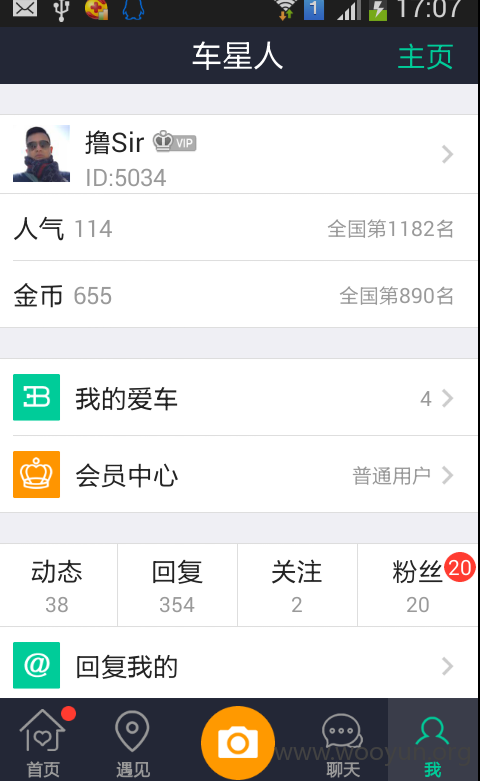 1 17:07
车星人 主页
撸Sir VIP
ID:5034
人气 114 全国第1182名
金币 655 全国第890名
我的爱车 4
会员中心 普通用户
动态 回复 关注 粉丝 20
38 354 2 20
@ 回复我的
www.wooyun.org
首页 遇见 聊天 我